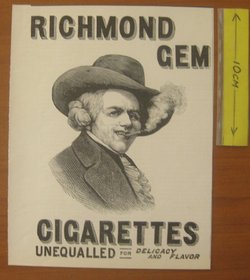 RICHMOND
GEM
10CM
CIGARETTES
UNEQUALLED FOR DELICACY AND FLAVOR